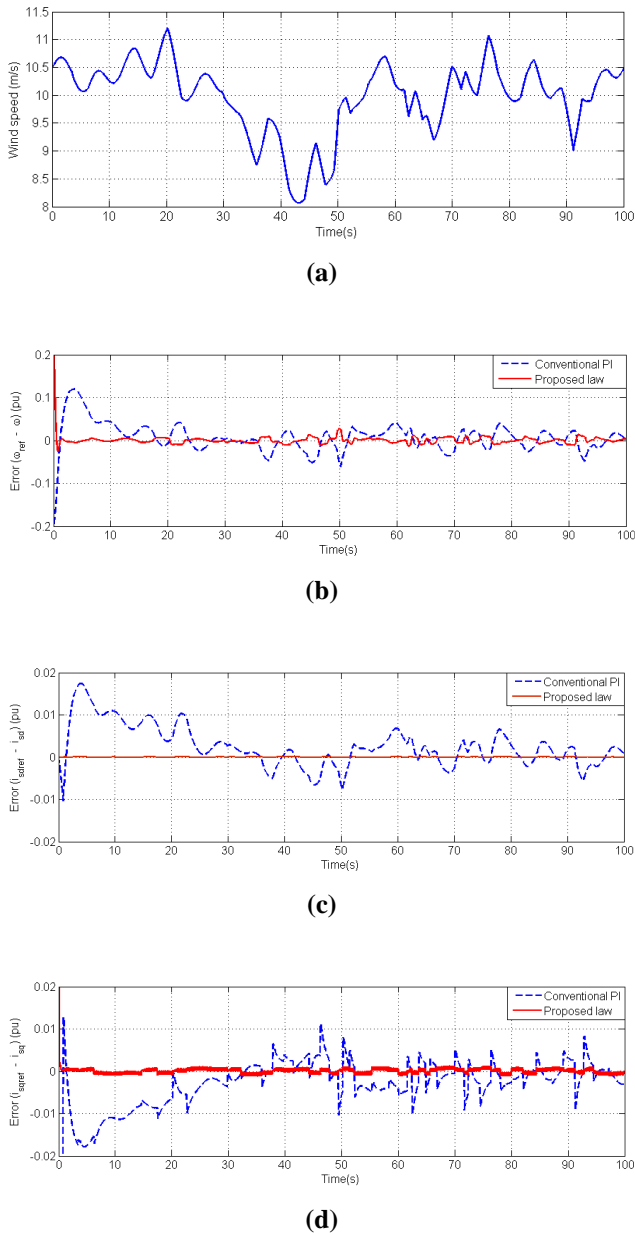 11.5
11
10.5
10
9.5
9
8.5
8
Wind speed (m/s)
0 10 20 30 40 50 60 70 80 90 100
Time(s)
(a)
0.2
0.1
0
-0.1
-0.2
Error (ω_ref - ω) (pu)
Conventional PI
Proposed law
0 10 20 30 40 50 60 70 80 90 100
Time(s)
(b)
0.02
0.01
0
-0.01
-0.02
Error (i_sdref - i_sd) (pu)
Conventional PI
Proposed law
0 10 20 30 40 50 60 70 80 90 100
Time(s)
(c)
0.02
0.01
0
-0.01
-0.02
Error (i_sqref - i_sq) (pu)
Conventional PI
Proposed law
0 10 20 30 40 50 60 70 80 90 100
Time(s)
(d)